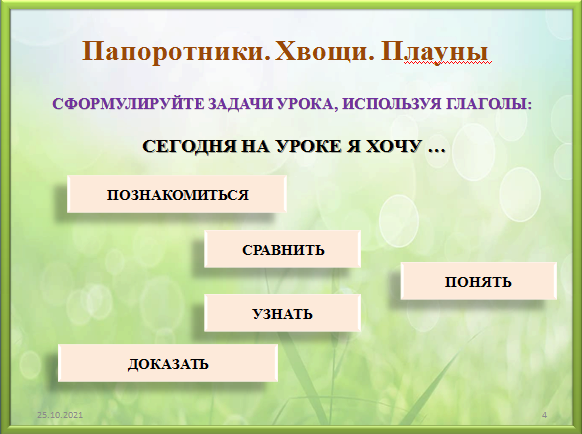 Папоротники. Хвощи. Плауны
СФОРМУЛИРУЙТЕ ЗАДАЧИ УРОКА, ИСПОЛЬЗУЯ ГЛАГОЛЫ:
СЕГОДНЯ НА УРОКЕ Я ХОЧУ ...
ПОЗНАКОМИТЬСЯ
СРАВНИТЬ
ПОНЯТЬ
УЗНАТЬ
ДОКАЗАТЬ
25.10.2021
4